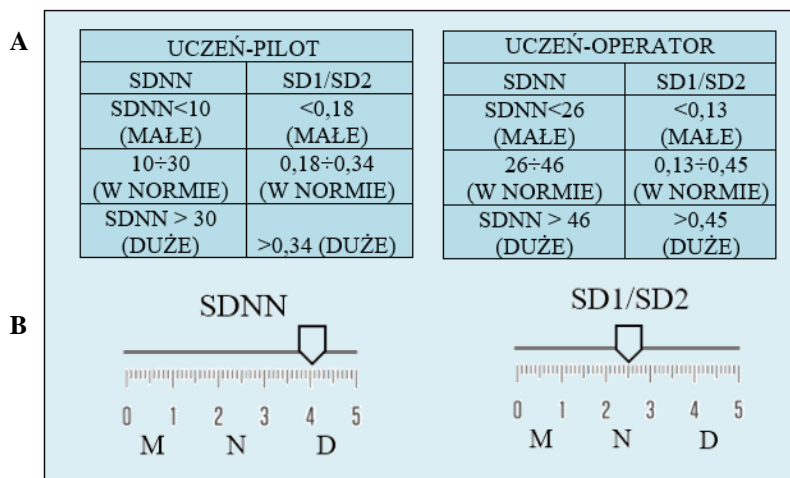 A
UCZEŃ-PILOT
SDNN SD1/SD2
SDNN<10
(MAŁE)
<0,18
(MAŁE)
10÷30
(W NORMIE)
0,18÷0,34
(W NORMIE)
SDNN > 30
(DUŻE)
>0,34 (DUŻE)
UCZEŃ-OPERATOR
SDNN SD1/SD2
SDNN<26
(MAŁE)
<0,13
(MAŁE)
26÷46
(W NORMIE)
0,13÷0,45
(W NORMIE)
SDNN > 46
(DUŻE)
>0,45
(DUŻE)
B
SDNN
0 1 2 3 4 5
M N D
SD1/SD2
0 1 2 3 4 5
M N D